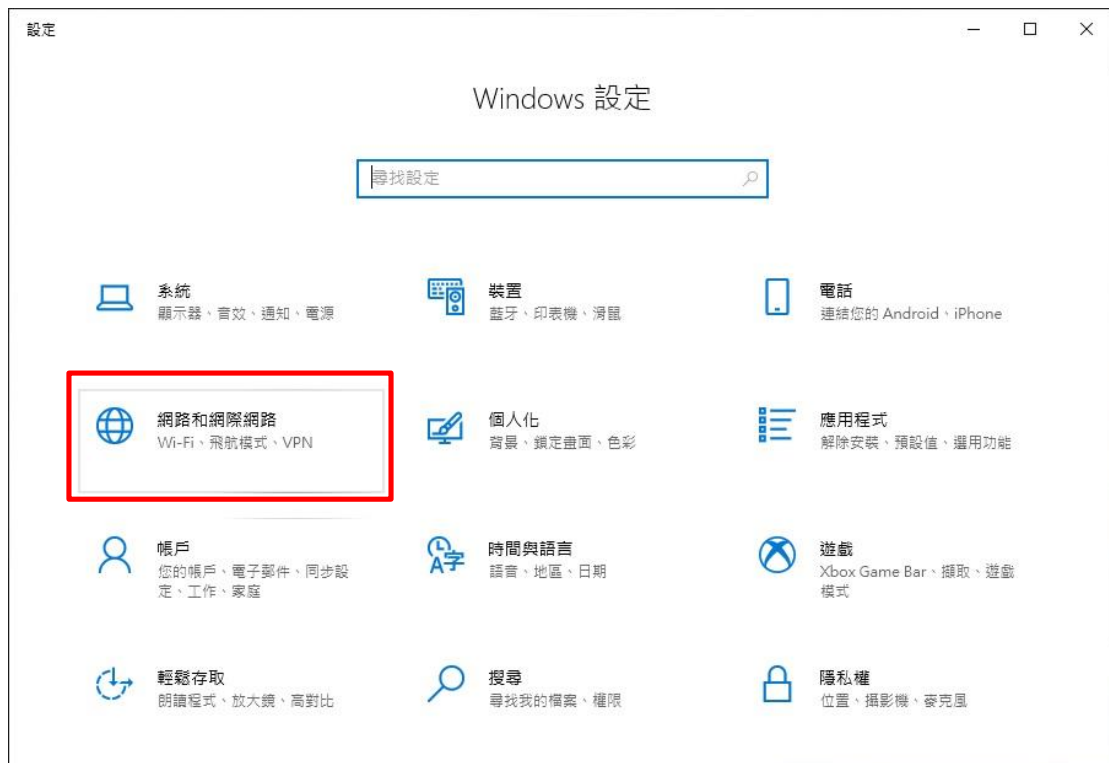 設定
Windows 設定
尋找設定
系統
顯示器、音效、通知、電源
裝置
藍牙、印表機、滑鼠
電話
連結您的 Android、iPhone
網路和網際網路
Wi-Fi、飛航模式、VPN
個人化
背景、鎖定畫面、色彩
應用程式
解除安裝、預設值、選用功能
帳戶
您的帳戶、電子郵件、同步設
定、工作、家庭
時間與語言
語音、地區、日期
遊戲
Xbox Game Bar、擷取、遊戲
模式
輕鬆存取
朗讀程式、放大鏡、高對比
搜尋
尋找我的檔案、權限
隱私權
位置、攝影機、麥克風